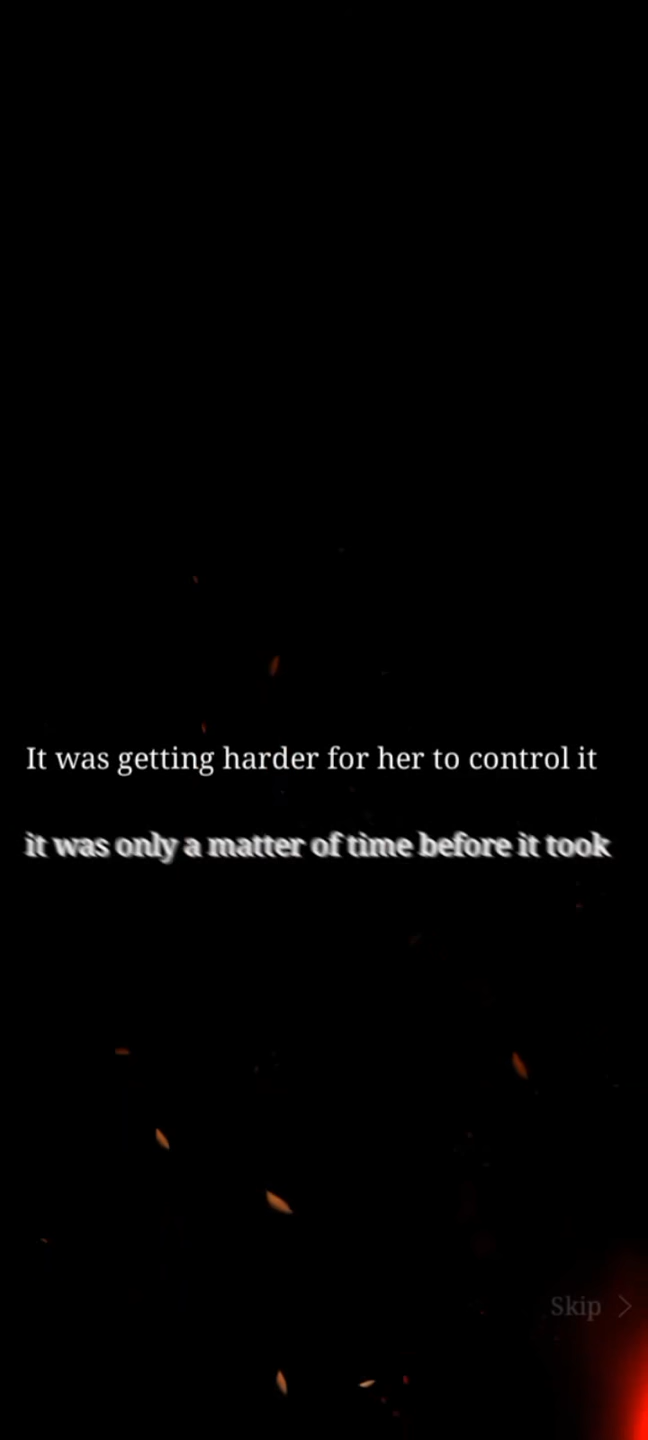 It was getting harder for her to control it
it was only a matter of time before it took
Skip